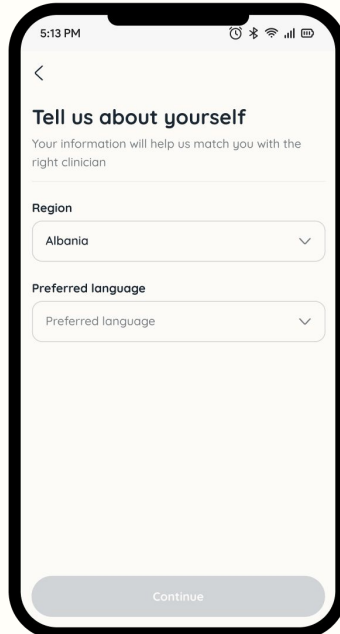 5:13 PM
Tell us about yourself
Your information will help us match you with the
right clinician
Region
Albania
Preferred language
Preferred language
Continue